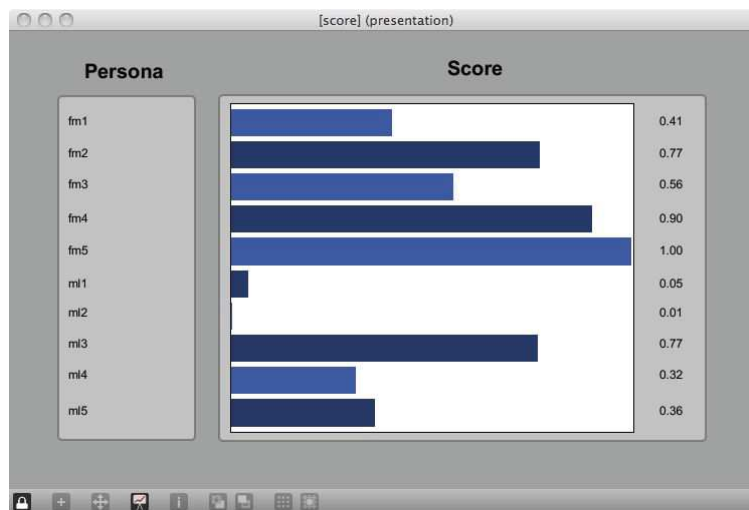 [score] (presentation)
Persona Score
fm1 0.41
fm2 0.77
fm3 0.56
fm4 0.90
fm5 1.00
ml1 0.05
ml2 0.01
ml3 0.77
ml4 0.32
ml5 0.36